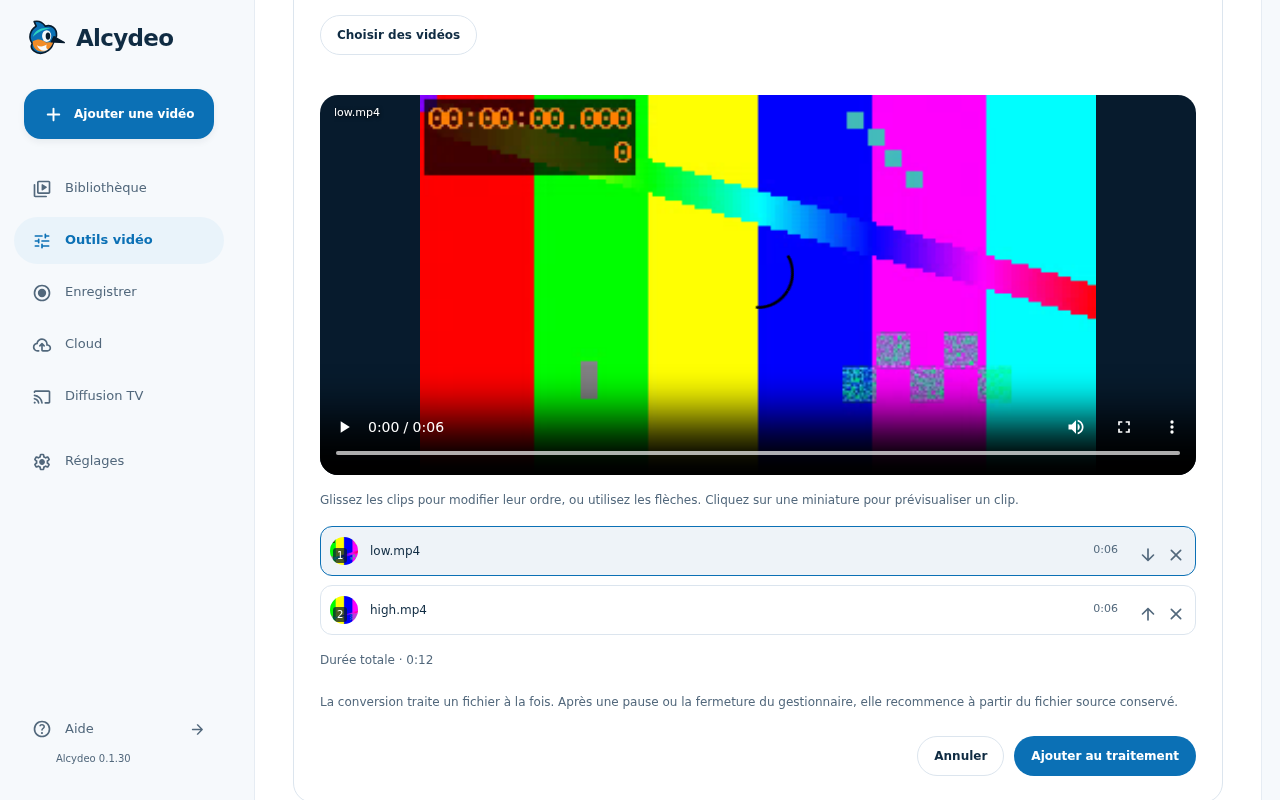 Alcydeo
Ajouter une vidéo
Bibliothèque
Outils vidéo
Enregistrer
Cloud
Diffusion TV
Réglages
Aide
Alcydeo 0.1.30
Choisir des vidéos
low.mp4
00:00:00.000
0
0:00 / 0:06
Glissez les clips pour modifier leur ordre, ou utilisez les flèches. Cliquez sur une miniature pour prévisualiser un clip.
1 low.mp4 0:06
2 high.mp4 0:06
Durée totale · 0:12
La conversion traite un fichier à la fois. Après une pause ou la fermeture du gestionnaire, elle recommence à partir du fichier source conservé.
Annuler
Ajouter au traitement